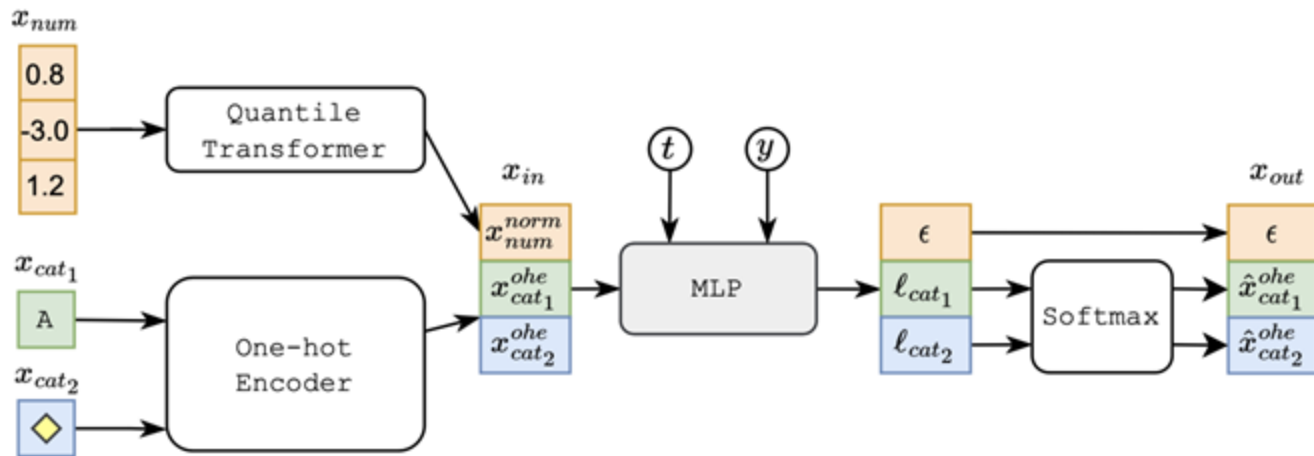 x_num
0.8
-3.0
1.2
Quantile
Transformer
x_cat₁
A
x_cat₂
One-hot
Encoder
x_in
x_num^norm
x_cat₁^ohe
x_cat₂^ohe
t
y
MLP
ϵ
ℓ_cat₁
ℓ_cat₂
Softmax
x_out
ϵ
x̂_cat₁^ohe
x̂_cat₂^ohe